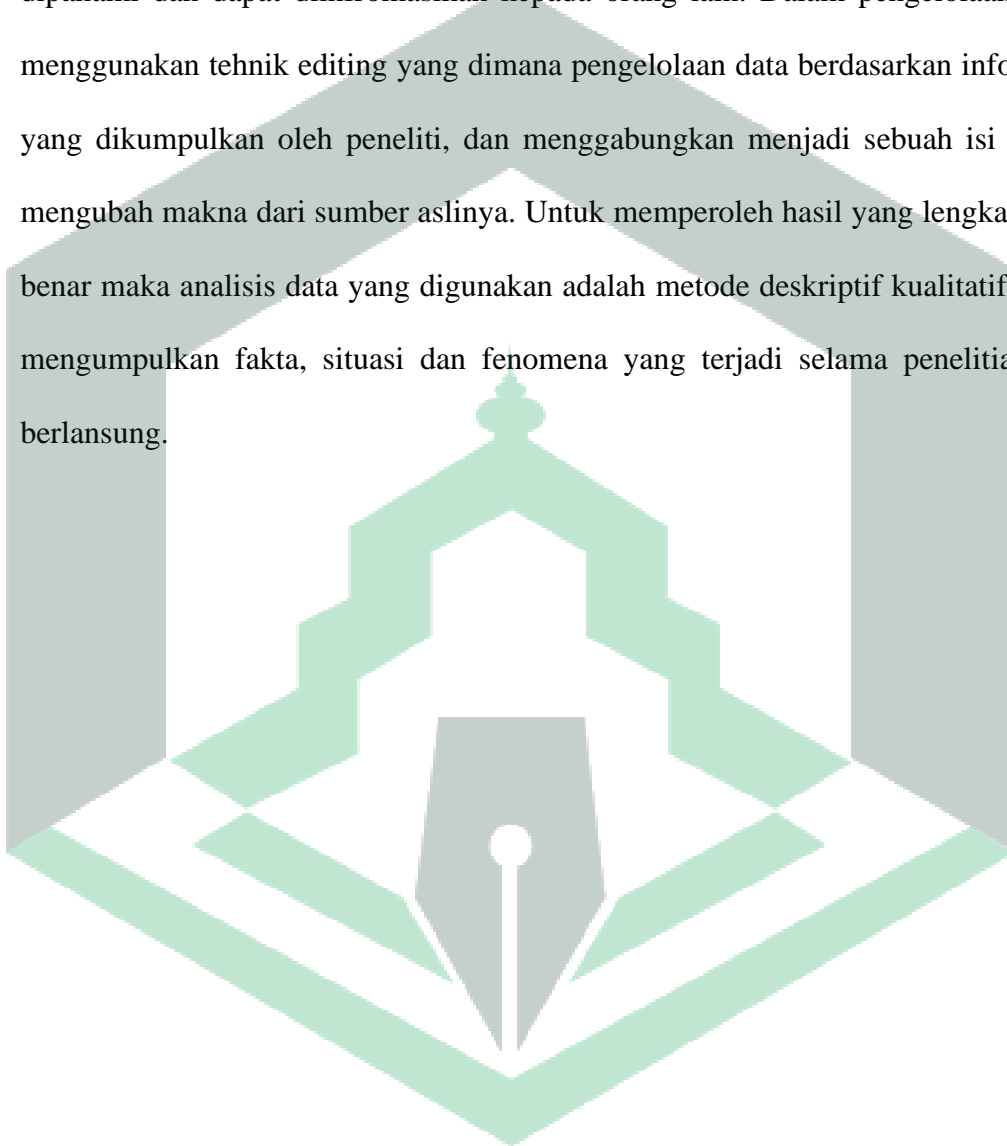 menggunakan tehnik editing yang dimana pengelolaan data berdasarkan info
yang dikumpulkan oleh peneliti, dan menggabungkan menjadi sebuah isi
mengubah makna dari sumber aslinya. Untuk memperoleh hasil yang lengka
benar maka analisis data yang digunakan adalah metode deskriptif kualitatif
mengumpulkan fakta, situasi dan fenomena yang terjadi selama penelitia
berlansung.